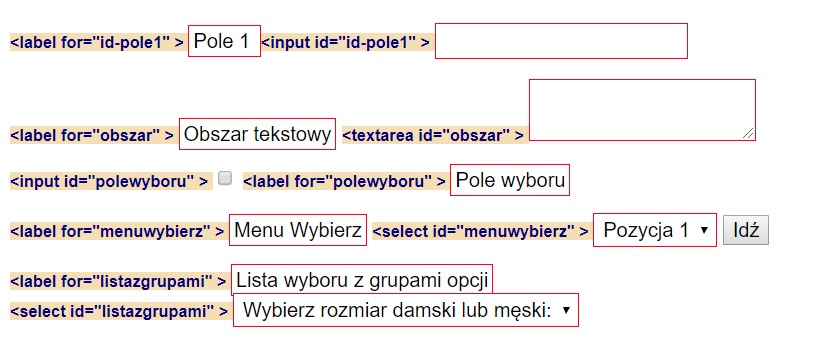 <label for="id-pole1" > Pole 1 <input id="id-pole1" >
<label for="obszar" > Obszar tekstowy <textarea id="obszar" >
<input id="polewyboru" > <label for="polewyboru" > Pole wyboru
<label for="menuwybierz" > Menu Wybierz <select id="menuwybierz" > Pozycja 1 Idź
<label for="listazgrupami" > Lista wyboru z grupami opcji
<select id="listazgrupami" > Wybierz rozmiar damski lub męski: